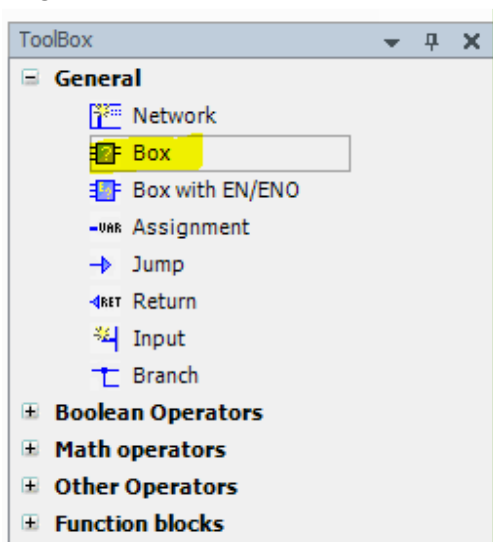 ToolBox
General
Network
Box
Box with EN/ENO
VAR Assignment
Jump
RET Return
Input
Branch
Boolean Operators
Math operators
Other Operators
Function blocks